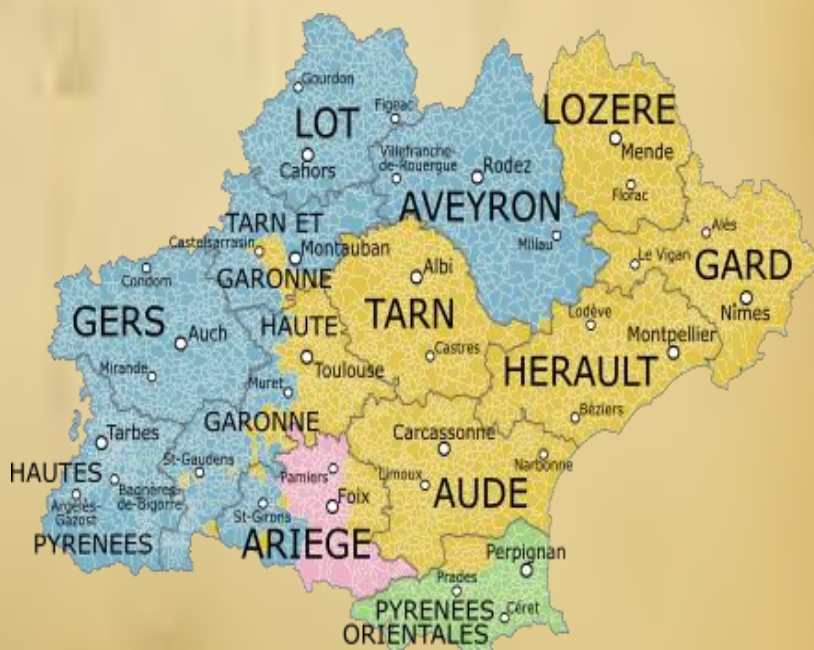 Gourdon
Figeac
LOT
LOZERE
Mende
Villefranche-
de-Rouergue
Rodez
Cahors
Florac
AVEYRON
TARN ET
Castelsarrasin
Montauban
GARONNE
Millau
Alès
Le Vigan
GARD
Nîmes
Condom
GERS
Auch
Mirande
Albi
TARN
Castres
HAUTE
Toulouse
Muret
GARONNE
Lodève
Montpellier
HERAULT
Béziers
Tarbes
HAUTES
St-Gaudens
Bagnères-
de-Bigorre
Argelès-
Gazost
PYRENEES
Carcassonne
Narbonne
Limoux
AUDE
Pamiers
Foix
St-Girons
ARIEGE
Perpignan
Prades
PYRENEES
Céret
ORIENTALES